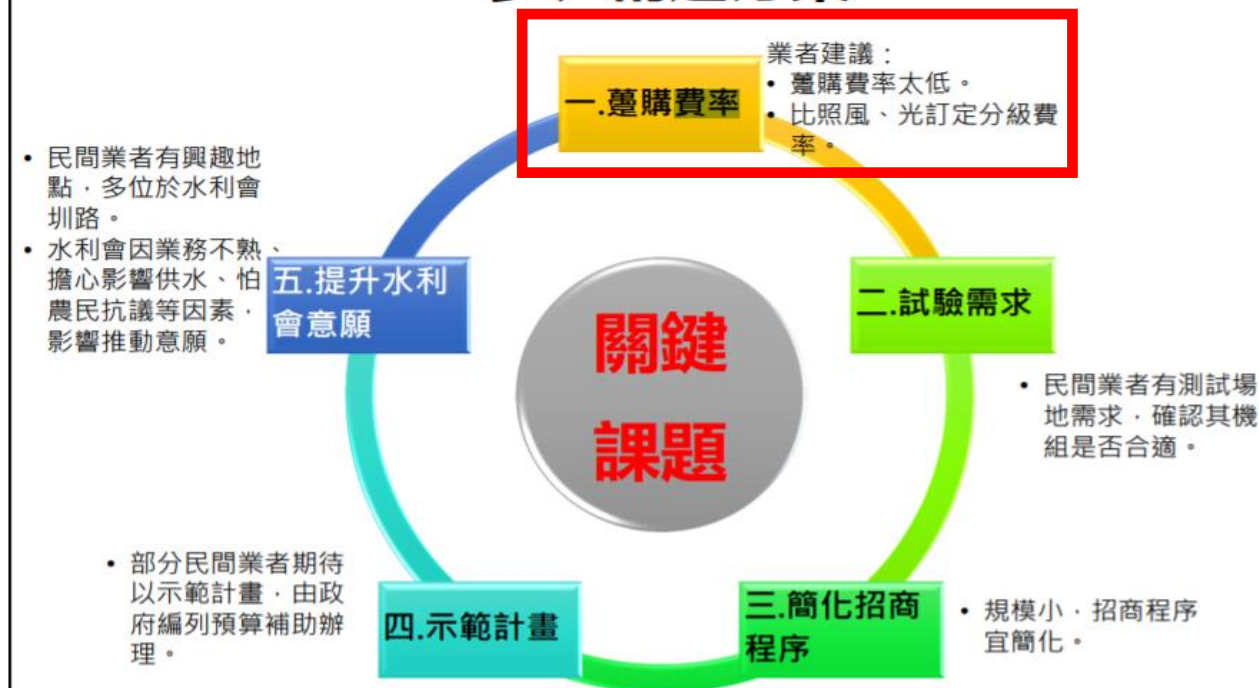 一.躉購費率
業者建議：
• 躉購費率太低。
• 比照風、光訂定分級費
率。
二.試驗需求
• 民間業者有測試場
地需求，確認其機
組是否合適。
三.簡化招商
程序
• 規模小，招商程序
宜簡化。
四.示範計畫
• 部分民間業者期待
以示範計畫，由政
府編列預算補助辦
理。
五.提升水利
會意願
• 民間業者有興趣地
點，多位於水利會
圳路。
• 水利會因業務不熟、
擔心影響供水、怕
農民抗議等因素，
影響推動意願。
關鍵
課題